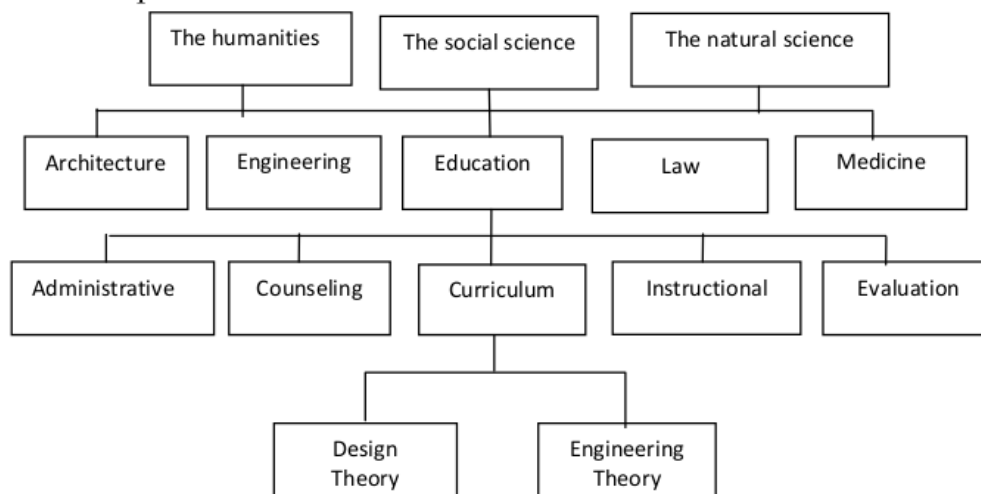 The humanities
The social science
The natural science
Architecture
Engineering
Education
Law
Medicine
Administrative
Counseling
Curriculum
Instructional
Evaluation
Design
Theory
Engineering
Theory